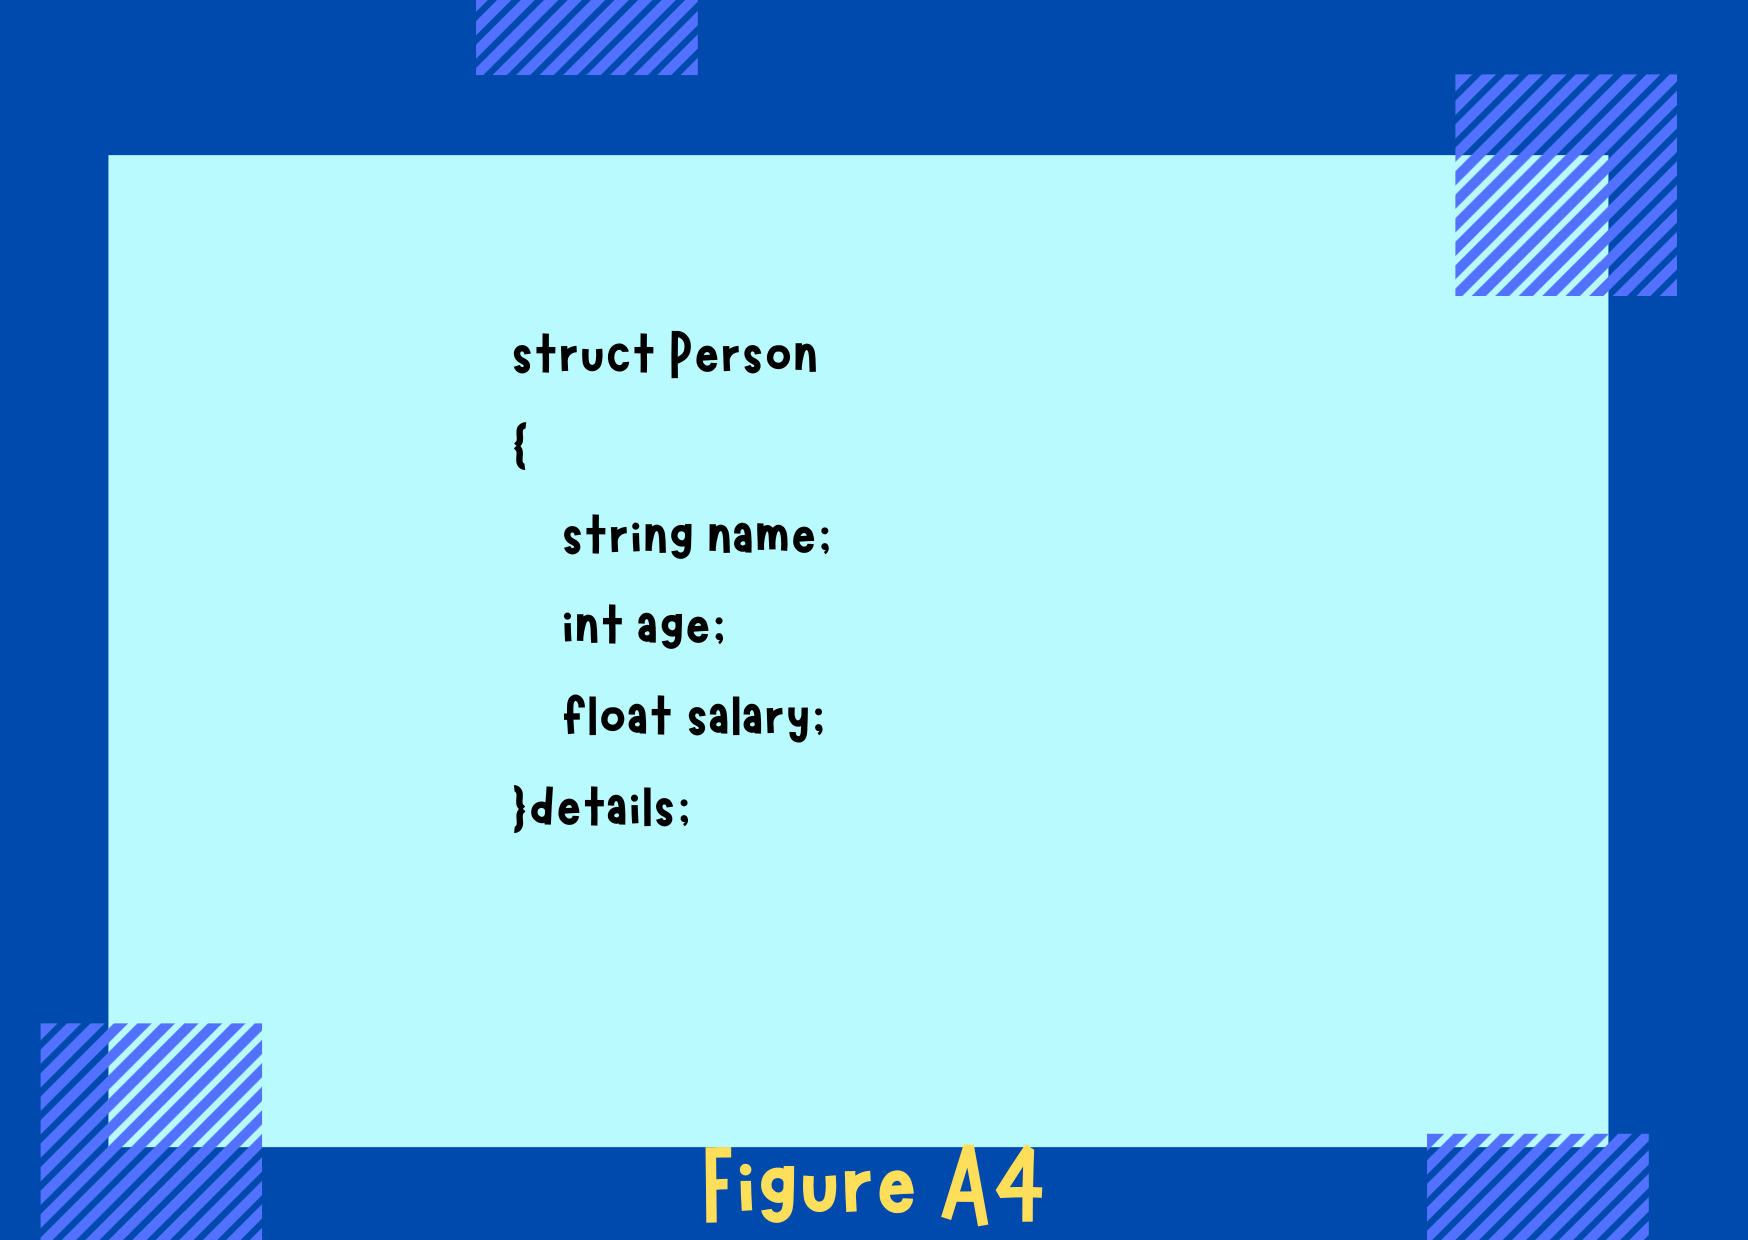 struct Person
{
string name;
int age;
float salary;
}details;
Figure A4